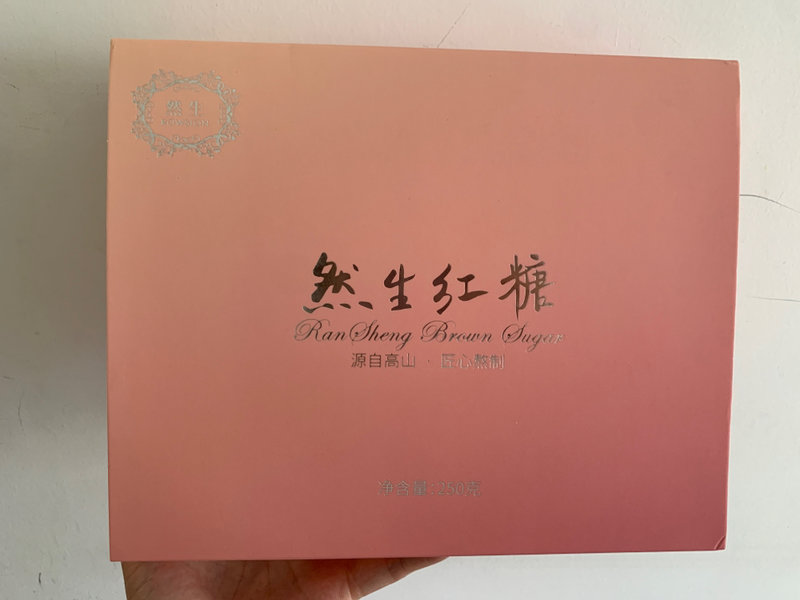 然生
然生红糖
RanSheng Brown Sugar
源自高山 · 匠心熬制
净含量:250克